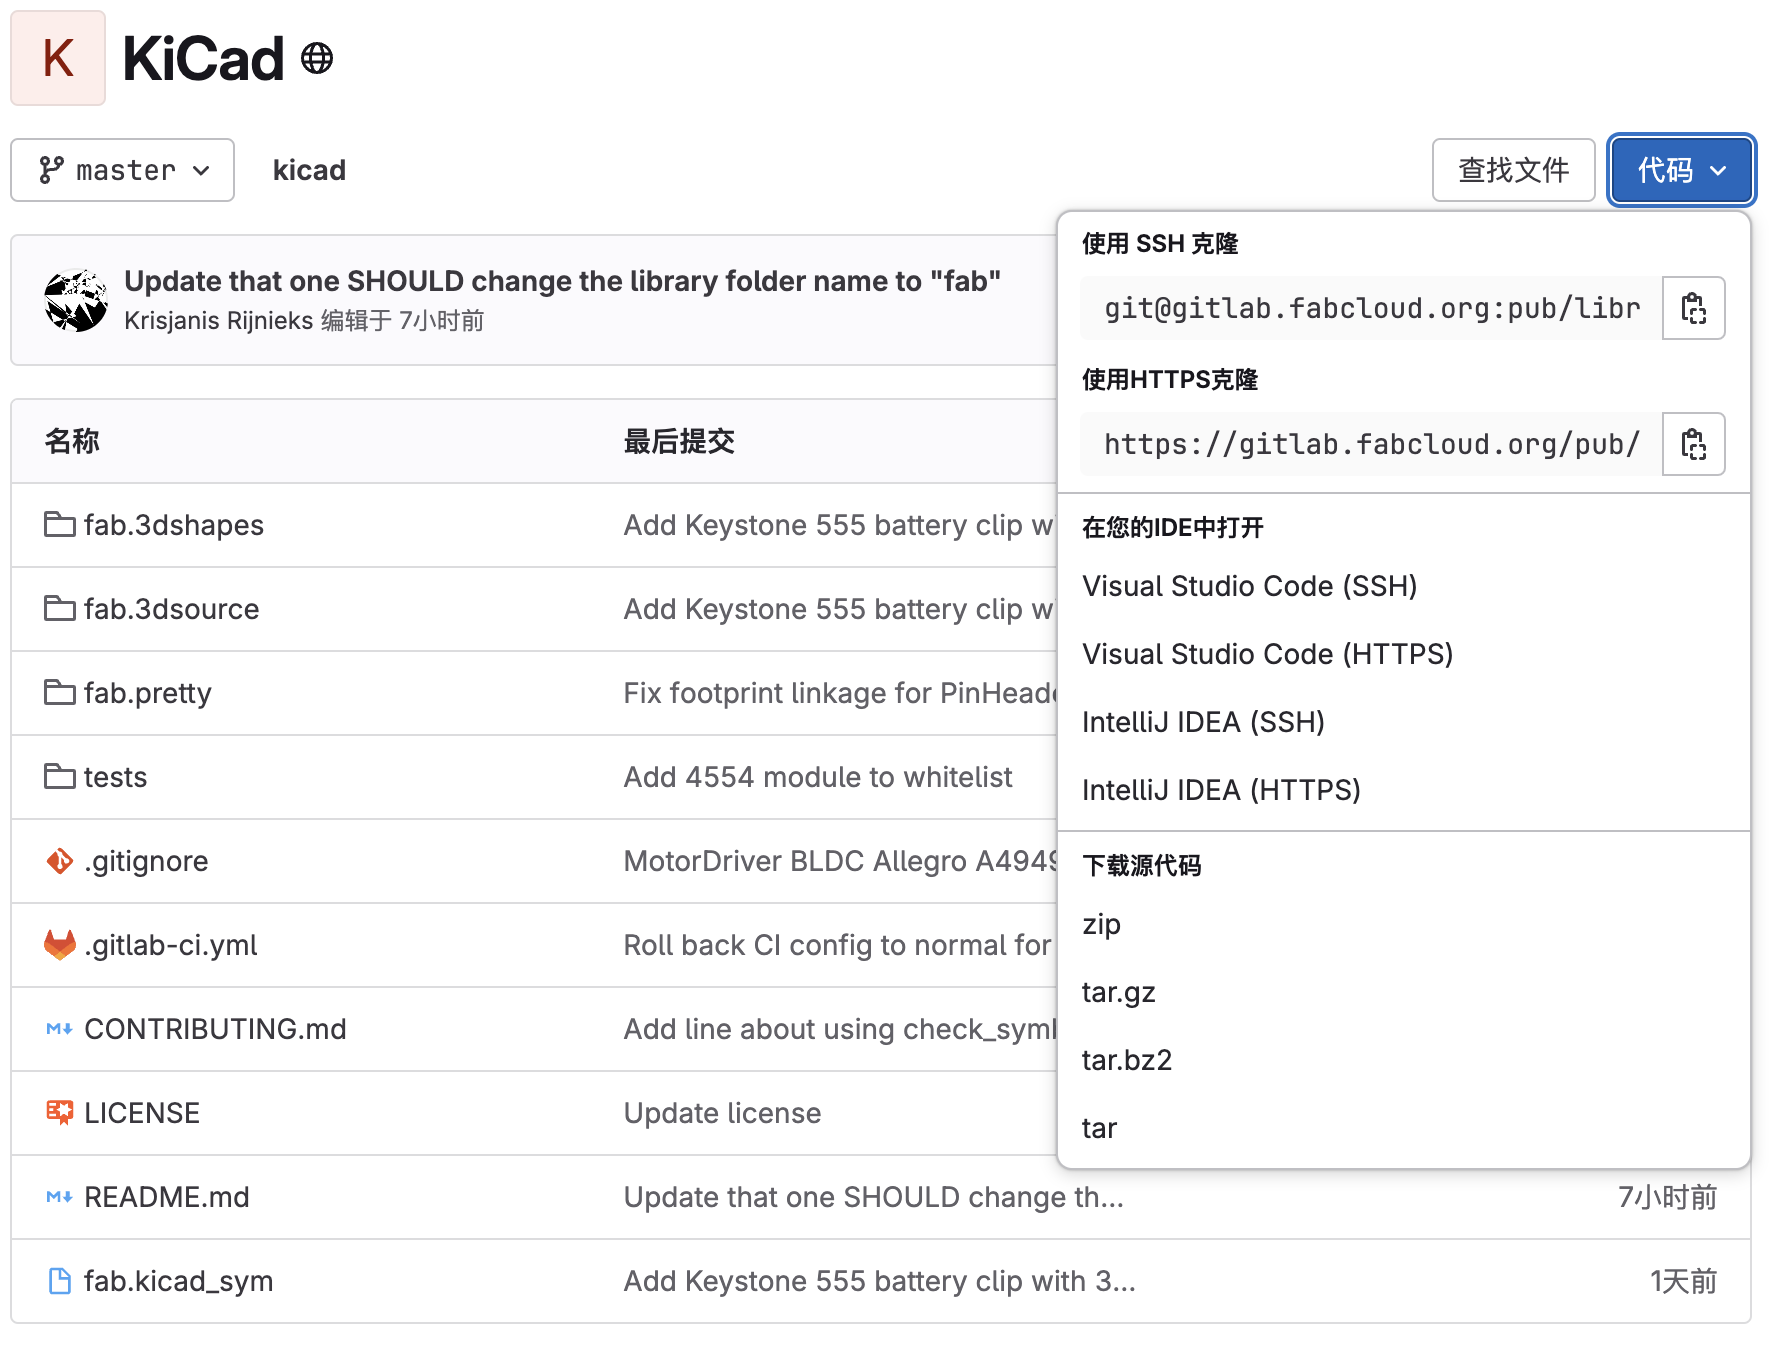 K
KiCad
master
kicad
查找文件
代码
Update that one SHOULD change the library folder name to "fab"
Krisjanis Rijnieks 编辑于 7小时前
使用 SSH 克隆
git@gitlab.fabcloud.org:pub/libr
使用HTTPS克隆
https://gitlab.fabcloud.org/pub/
在您的IDE中打开
Visual Studio Code (SSH)
Visual Studio Code (HTTPS)
IntelliJ IDEA (SSH)
IntelliJ IDEA (HTTPS)
下载源代码
zip
tar.gz
tar.bz2
tar
名称 最后提交
fab.3dshapes Add Keystone 555 battery clip
fab.3dsource Add Keystone 555 battery clip
fab.pretty Fix footprint linkage for
tests Add 4554 module to whitelist
.gitignore MotorDriver BLDC Allegro
.gitlab-ci.yml Roll back CI config to normal for
CONTRIBUTING.md Add line about using
LICENSE Update license
README.md Update that one SHOULD change th... 7小时前
fab.kicad_sym Add Keystone 555 battery clip with 3... 1天前